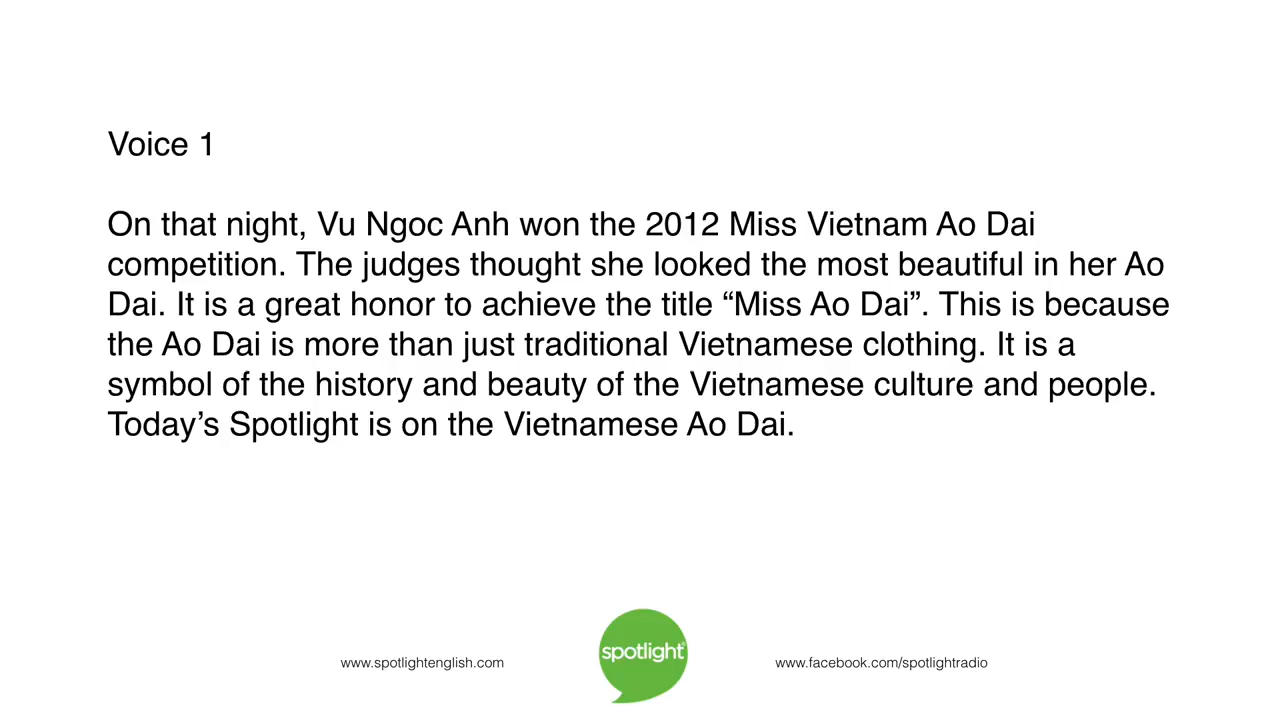 Voice 1
On that night, Vu Ngoc Anh won the 2012 Miss Vietnam Ao Dai
competition. The judges thought she looked the most beautiful in her Ao
Dai. It is a great honor to achieve the title “Miss Ao Dai”. This is because
the Ao Dai is more than just traditional Vietnamese clothing. It is a
symbol of the history and beauty of the Vietnamese culture and people.
Today’s Spotlight is on the Vietnamese Ao Dai.
www.spotlightenglish.com
spotlight®
www.facebook.com/spotlightradio